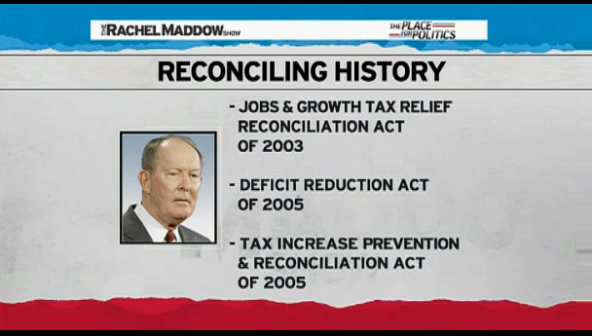 THE RACHEL MADDOW SHOW
THE PLACE FOR POLITICS
RECONCILING HISTORY
- JOBS & GROWTH TAX RELIEF
RECONCILIATION ACT
OF 2003
- DEFICIT REDUCTION ACT
OF 2005
- TAX INCREASE PREVENTION
& RECONCILIATION ACT
OF 2005